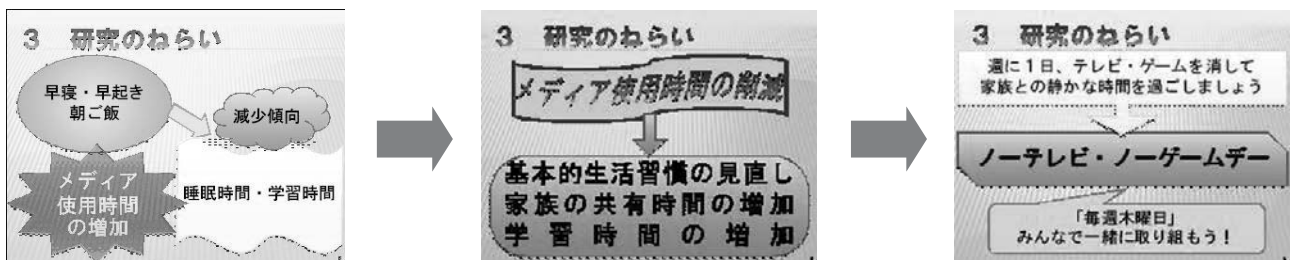 3 研究のねらい
早寝・早起き
朝ご飯
減少傾向
メディア
使用時間
の増加
睡眠時間・学習時間
3 研究のねらい
メディア使用時間の削減
基本的生活習慣の見直し
家族の共有時間の増加
学習時間の増加
3 研究のねらい
週に1日、テレビ・ゲームを消して
家族との静かな時間を過ごしましょう
ノーテレビ・ノーゲームデー
「毎週木曜日」
みんなで一緒に取り組もう!